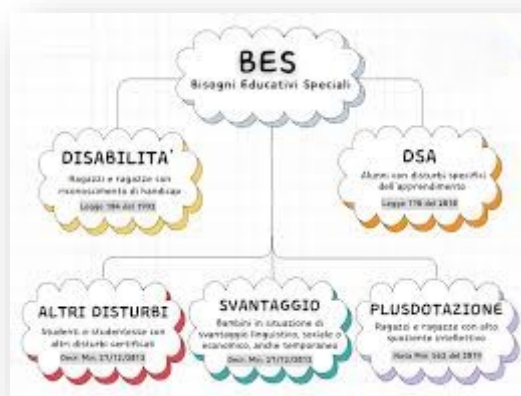 BES
Bisogni Educativi Speciali
DISABILITA'
Ragazzi e ragazze con
riconoscimento di handicap
Legge 104 del 1992
DSA
Alunni con disturbi specifici
dell'apprendimento
Legge 170 del 2010
ALTRI DISTURBI
Studenti e studentesse con
altri disturbi certificati
Decr. Min. 27/12/2012
SVANTAGGIO
Bambini in situazione di
svantaggio linguistico, sociale o
economico, anche temporaneo
Decr. Min. 27/12/2012
PLUSDOTAZIONE
Ragazzi e ragazze con alto
quoziente intellettivo
Nota Min. 562 del 2019